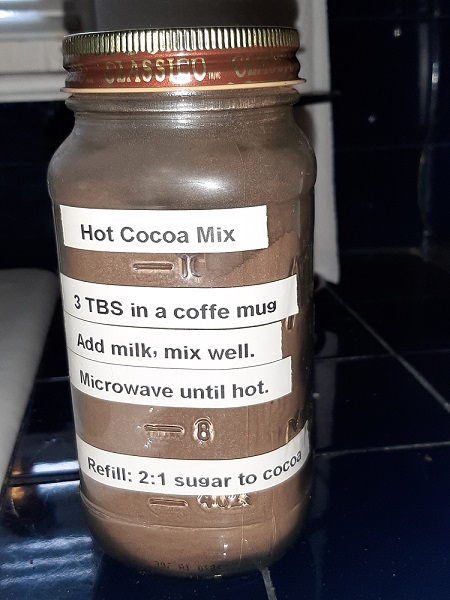 CLASSICO
Hot Cocoa Mix
3 TBS in a coffe mug
Add milk, mix well.
Microwave until hot.
8
Refill: 2:1 sugar to cocoa
4oz